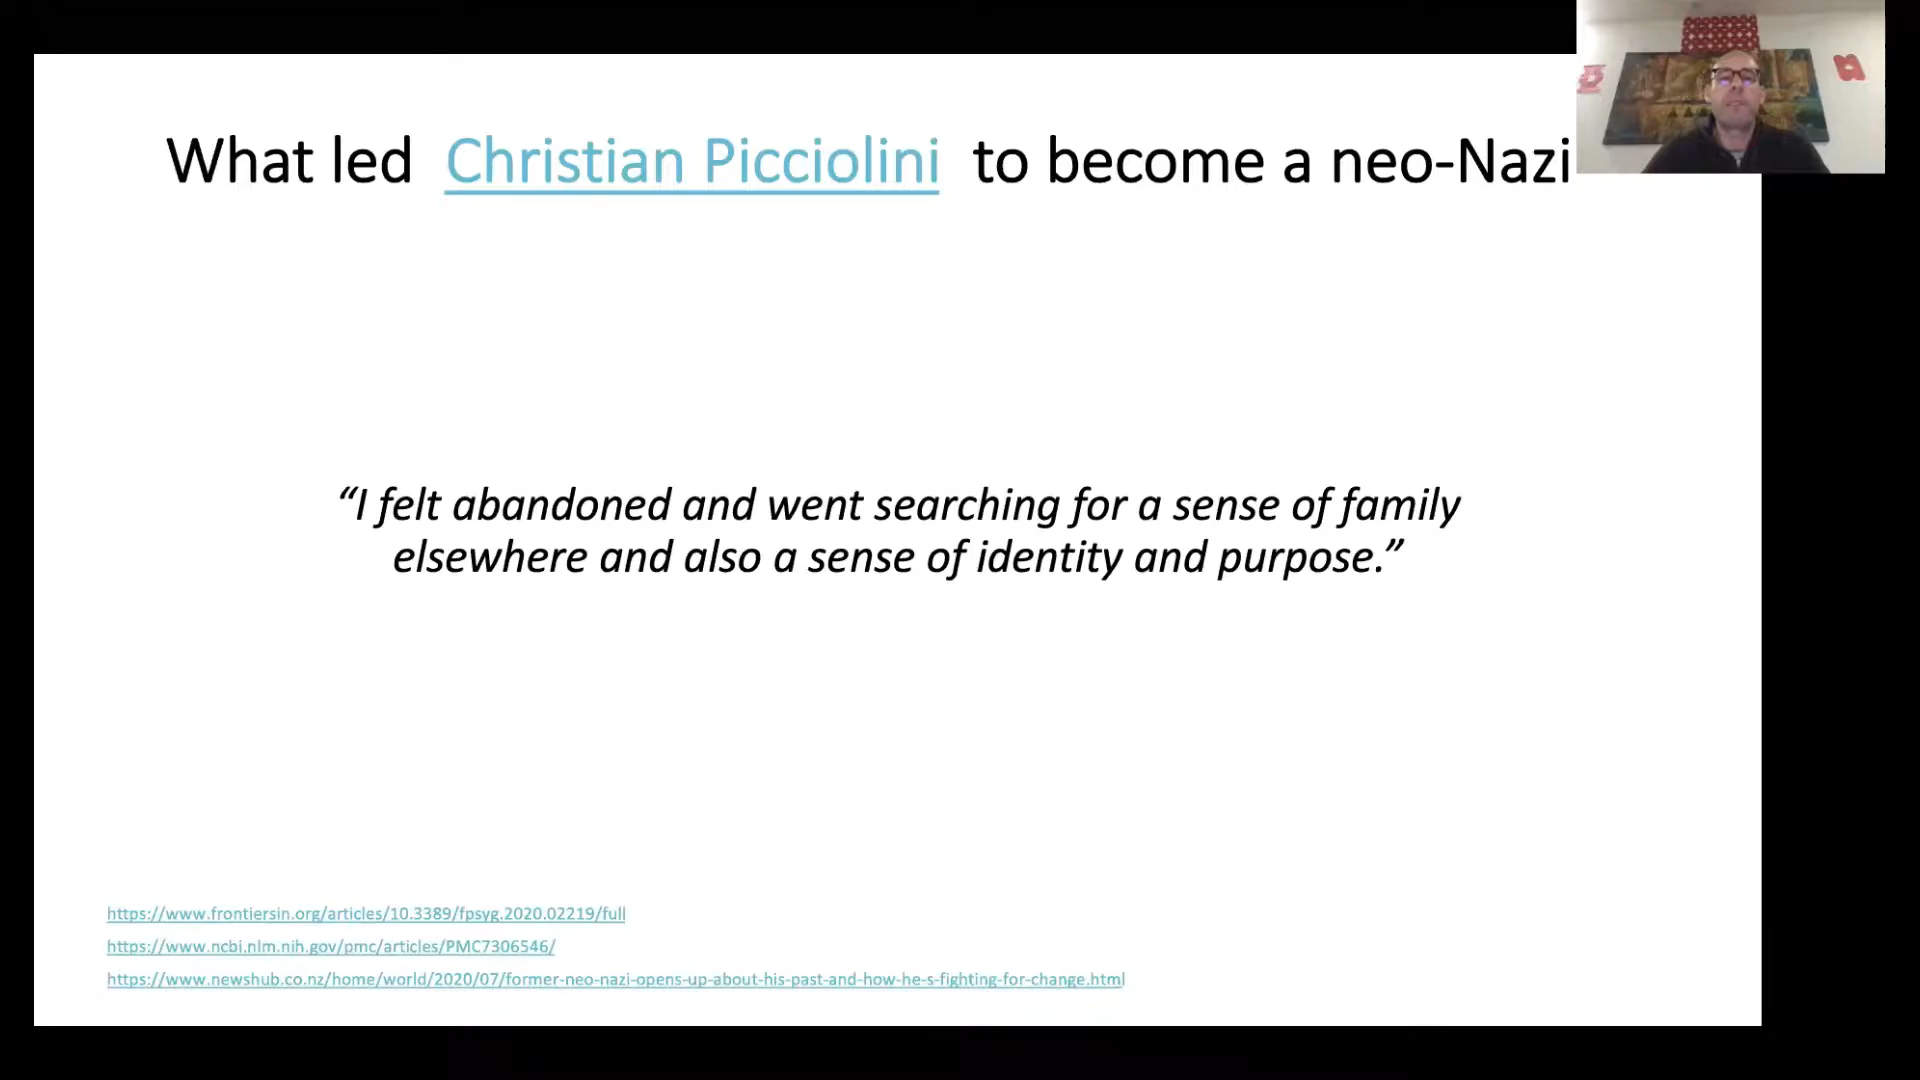 What led Christian Picciolini to become a neo-Nazi
“I felt abandoned and went searching for a sense of family
elsewhere and also a sense of identity and purpose.”
https://www.frontiersin.org/articles/10.3389/fpsyg.2020.02219/full
https://www.ncbi.nlm.nih.gov/pmc/articles/PMC7306546/
https://www.newshub.co.nz/home/world/2020/07/former-neo-nazi-opens-up-about-his-past-and-how-he-s-fighting-for-change.html